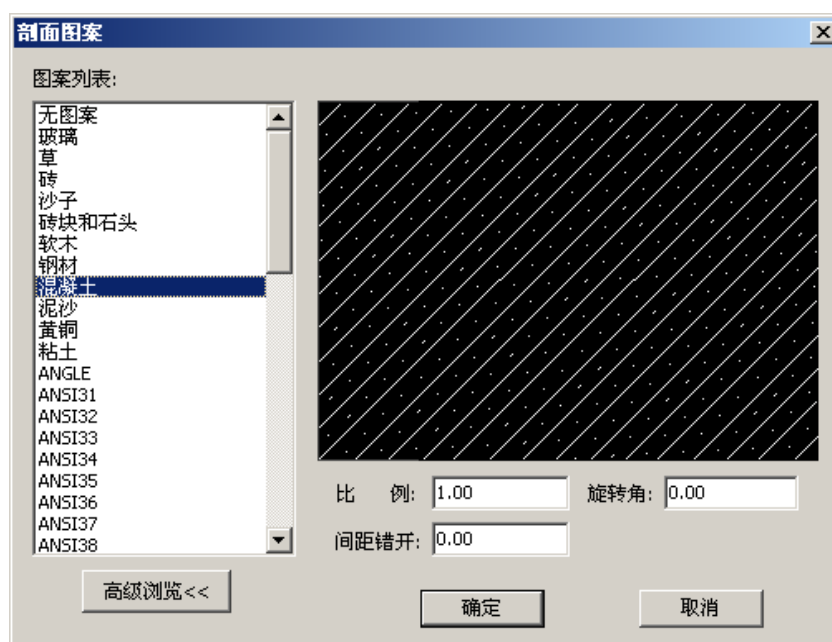 剖面图案
图案列表:
无图案
玻璃
草
砖
沙子
砖块和石头
软木
钢材
混凝土
泥沙
黄铜
粘土
ANGLE
ANSI31
ANSI32
ANSI33
ANSI34
ANSI35
ANSI36
ANSI37
ANSI38
比 例: 1.00 旋转角: 0.00
间距错开: 0.00
高级浏览<< 确定 取消